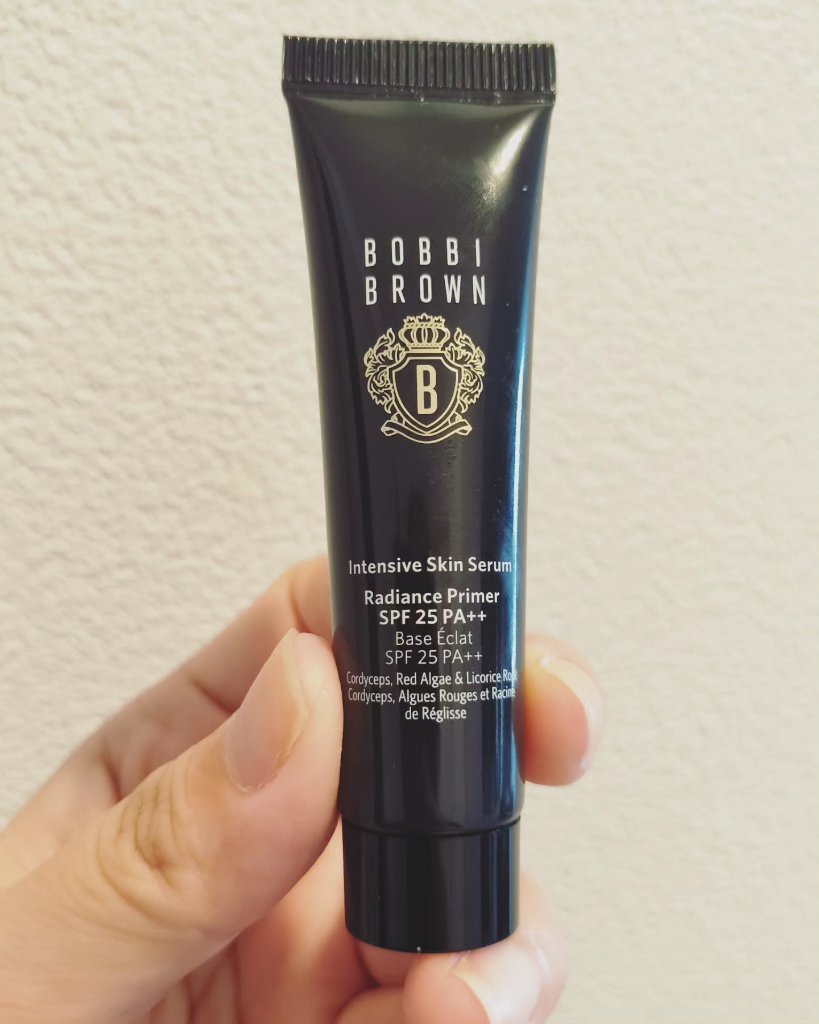 BOBBI
BROWN
B
Intensive Skin Serum
Radiance Primer
SPF 25 PA++
Base Éclat
SPF 25 PA++
Cordyceps, Red Algae & Licorice
Cordyceps, Algues Rouges et Racine
de Réglisse